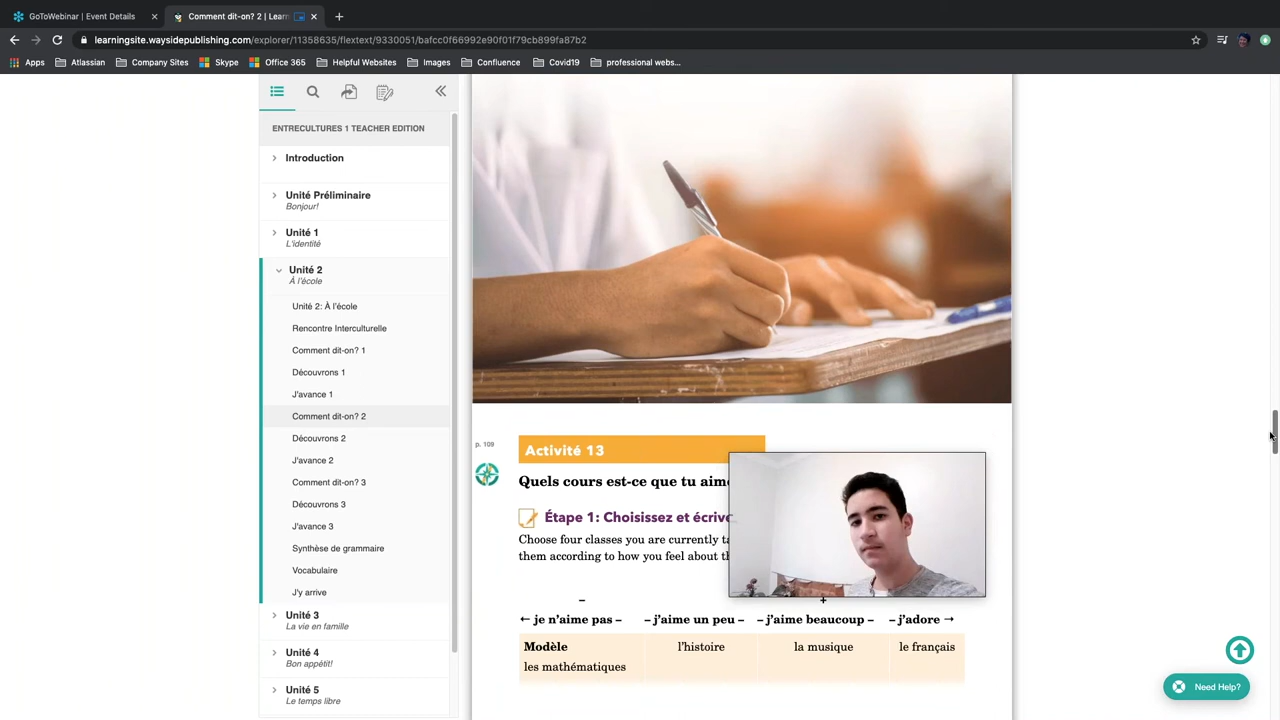 GoToWebinar | Event Details
Comment dit-on? 2 | Learn
learningsite.waysidepublishing.com/explorer/11358635/flextext/9330051/bafcc0f66992e90f01f79cb899fa87b2
Apps Atlassian Company Sites Skype Office 365 Helpful Websites Images Confluence Covid19 professional webs...
ENTRECULTURES 1 TEACHER EDITION
Introduction
Unité Préliminaire
Bonjour!
Unité 1
L'identité
Unité 2
À l'école
Unité 2: À l'école
Rencontre Interculturelle
Comment dit-on? 1
Découvrons 1
J'avance 1
Comment dit-on? 2
Découvrons 2
J'avance 2
Comment dit-on? 3
Découvrons 3
J'avance 3
Synthèse de grammaire
Vocabulaire
J'y arrive
Unité 3
La vie en famille
Unité 4
Bon appétit!
Unité 5
Le temps libre
p. 109
Activité 13
Quels cours est-ce que tu aim
Étape 1: Choisissez et écriv
Choose four classes you are currently t
them according to how you feel about t
– +
← je n'aime pas – – j'aime un peu – – j'aime beaucoup – – j'adore →
Modèle l'histoire la musique le français
les mathématiques
Need Help?